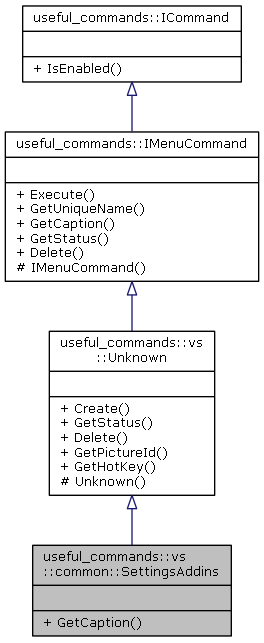 useful_commands::ICommand
+ IsEnabled()
useful_commands::IMenuCommand
+ Execute()
+ GetUniqueName()
+ GetCaption()
+ GetStatus()
+ Delete()
# IMenuCommand()
useful_commands::vs
::Unknown
+ Create()
+ GetStatus()
+ Delete()
+ GetPictureId()
+ GetHotKey()
# Unknown()
useful_commands::vs
::common::SettingsAddins
+ GetCaption()